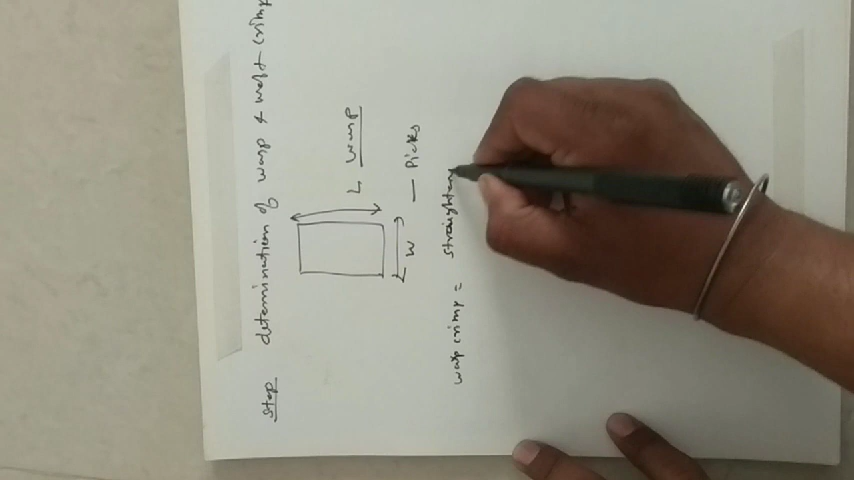 Step determination of warp & weft crimp
L warp
W — Picks
warp crimp = straighten